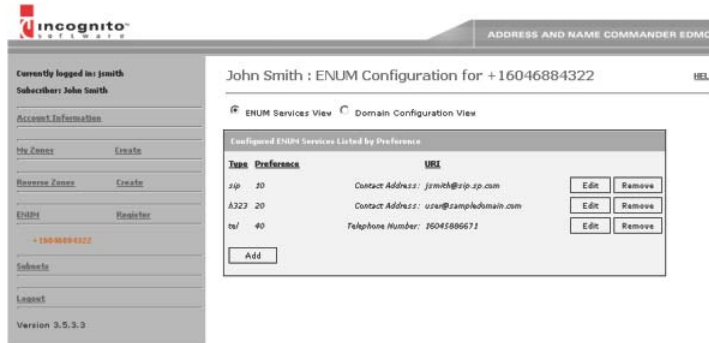 incognito™
software
ADDRESS AND NAME COMMANDER EDMO
Currently logged in: jsmith
Subscriber: John Smith
Account Information
My Zones Create
Reverse Zones Create
ENUM Register
+16046884322
Subnets
Logout
Version 3.5.3.3
John Smith : ENUM Configuration for +16046884322
HEL
ENUM Services View Domain Configuration View
Configured ENUM Services Listed by Preference
Type Preference URI
sip 10 Contact Address: jsmith@sip.sp.com Edit Remove
h323 20 Contact Address: user@sampledomain.com Edit Remove
tel 40 Telephone Number: 16045886671 Edit Remove
Add